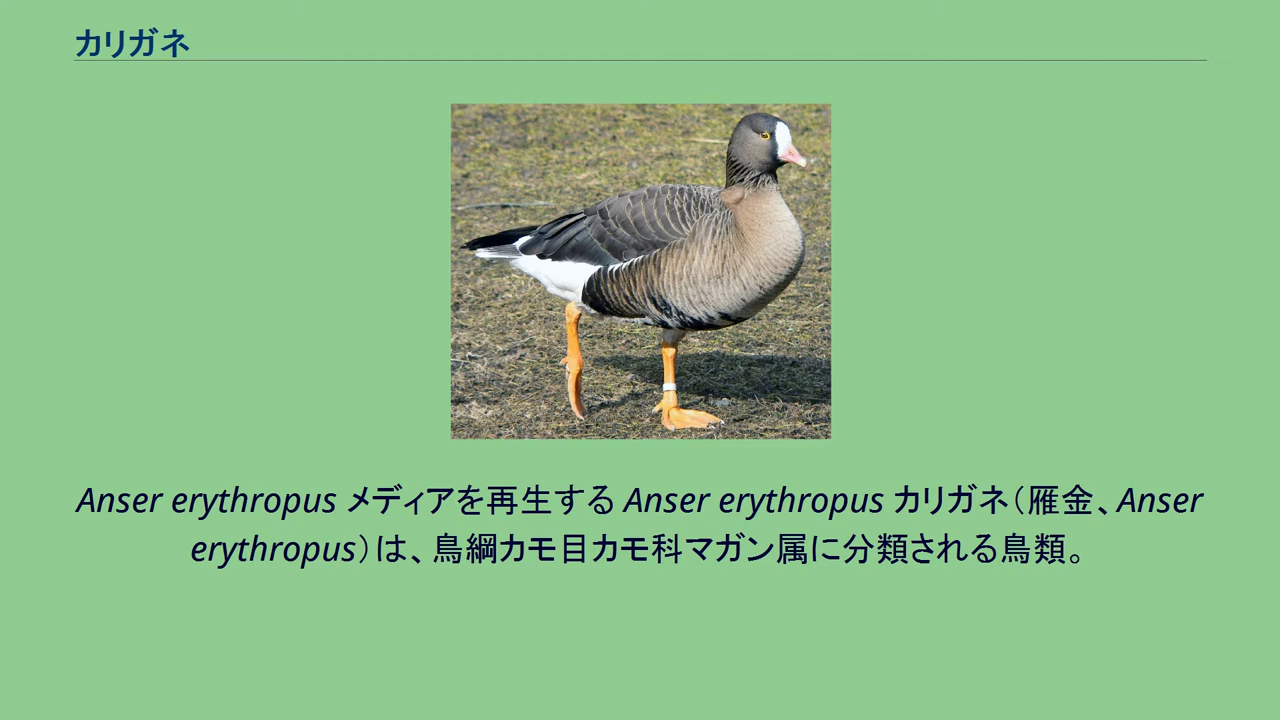 カリガネ
Anser erythropus メディアを再生する Anser erythropus カリガネ（雁金、Anser
erythropus）は、鳥綱カモ目カモ科マガン属に分類される鳥類。